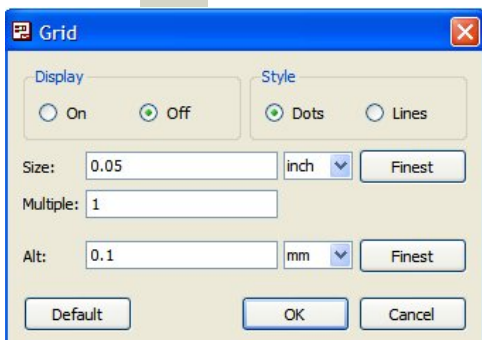 Grid
Display
Style
On Off
Dots Lines
Size: 0.05 inch Finest
Multiple: 1
Alt: 0.1 mm Finest
Default OK Cancel